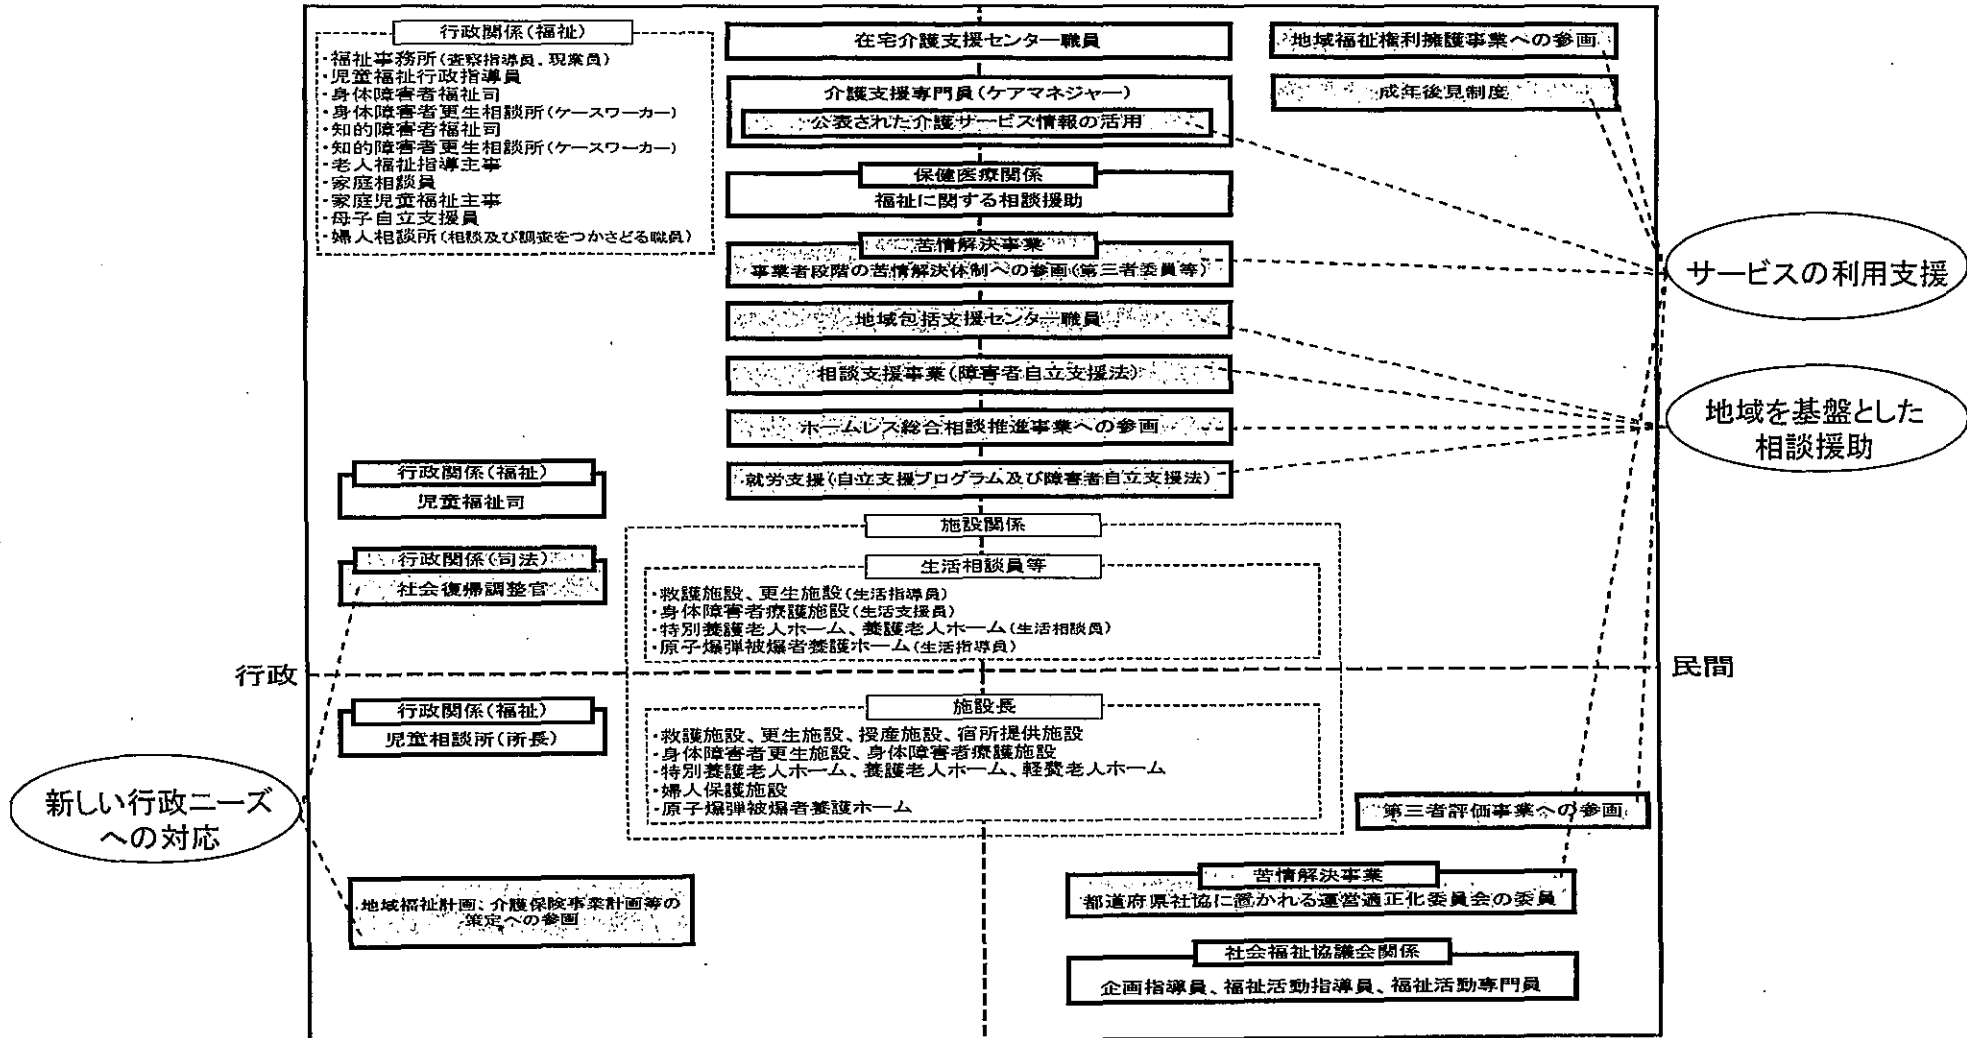 行政関係(福祉)
・福祉事務所(査察指導員、現業員)
・児童福祉行政指導員
・身体障害者福祉司
・身体障害者更生相談所(ケースワーカー)
・知的障害者福祉司
・知的障害者更生相談所(ケースワーカー)
・老人福祉指導主事
・家庭相談員
・家庭児童福祉主事
・母子自立支援員
・婦人相談所(相談及び調査をつかさどる職員)
在宅介護支援センター職員
介護支援専門員(ケアマネジャー)
公表された介護サービス情報の活用
保健医療関係
福祉に関する相談援助
苦情解決事業
事業者段階の苦情解決体制への参画(第三者委員等)
地域包括支援センター職員
相談支援事業(障害者自立支援法)
ホームレス総合相談推進事業への参画
就労支援(自立支援プログラム及び障害者自立支援法)
地域福祉権利擁護事業への参画
成年後見制度
サービスの利用支援
地域を基盤とした
相談援助
行政関係(福祉)
児童福祉司
行政関係(司法)
社会復帰調整官
施設関係
生活相談員等
・救護施設、更生施設(生活指導員)
・身体障害者療護施設(生活支援員)
・特別養護老人ホーム、養護老人ホーム(生活相談員)
・原子爆弾被爆者養護ホーム(生活指導員)
行政
民間
行政関係(福祉)
児童相談所(所長)
施設長
・救護施設、更生施設、授産施設、宿所提供施設
・身体障害者更生施設、身体障害者療護施設
・特別養護老人ホーム、養護老人ホーム、軽費老人ホーム
・婦人保護施設
・原子爆弾被爆者養護ホーム
新しい行政ニーズ
への対応
第三者評価事業への参画
地域福祉計画、介護保険事業計画等の
策定への参画
苦情解決事業
都道府県社協に置かれる運営適正化委員会の委員
社会福祉協議会関係
企画指導員、福祉活動指導員、福祉活動専門員